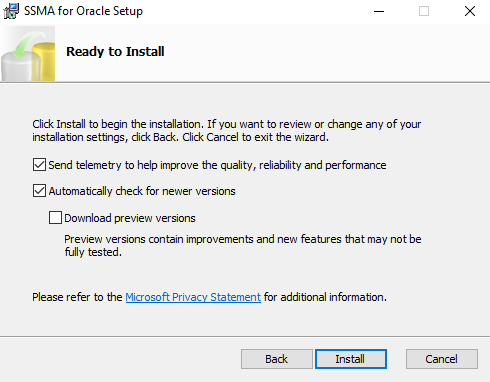 SSMA for Oracle Setup
Ready to Install
Click Install to begin the installation. If you want to review or change any of your
installation settings, click Back. Click Cancel to exit the wizard.
Send telemetry to help improve the quality, reliability and performance
Automatically check for newer versions
Download preview versions
Preview versions contain improvements and new features that may not be
fully tested.
Please refer to the Microsoft Privacy Statement for additional information.
Back Install Cancel